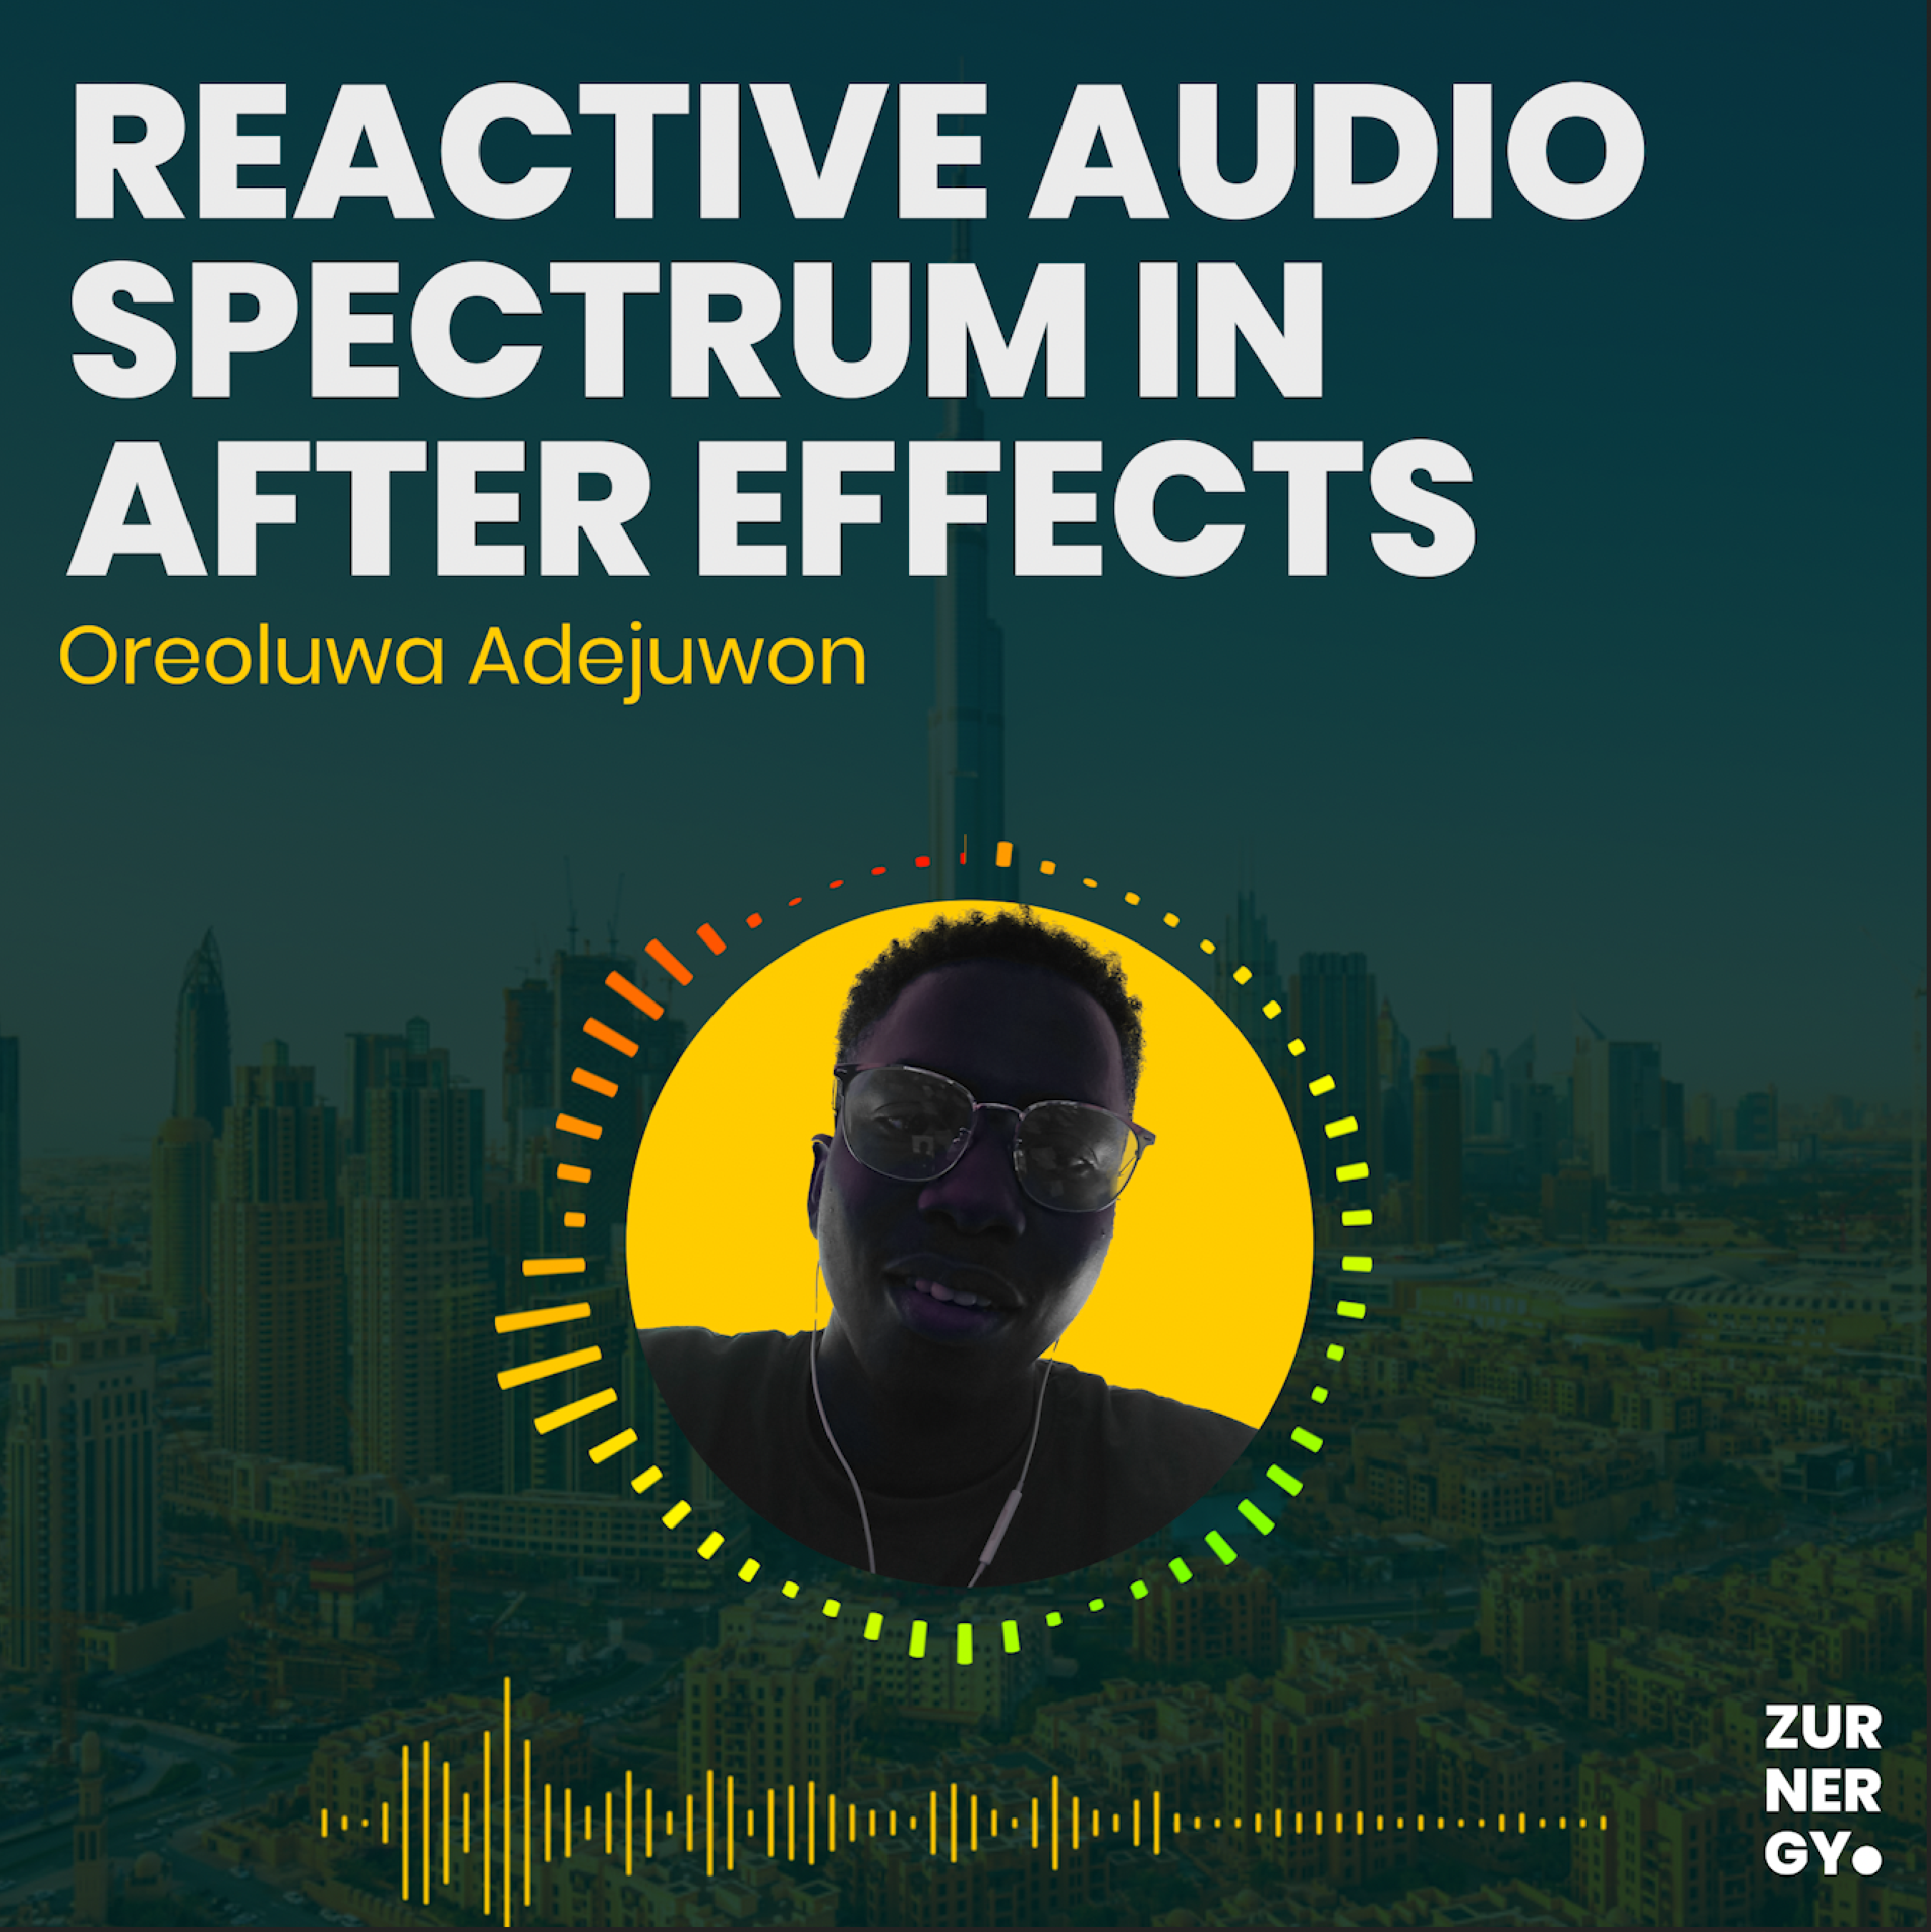 REACTIVE AUDIO
SPECTRUM IN
AFTER EFFECTS
Oreoluwa Adejuwon
ZUR
NER
GY